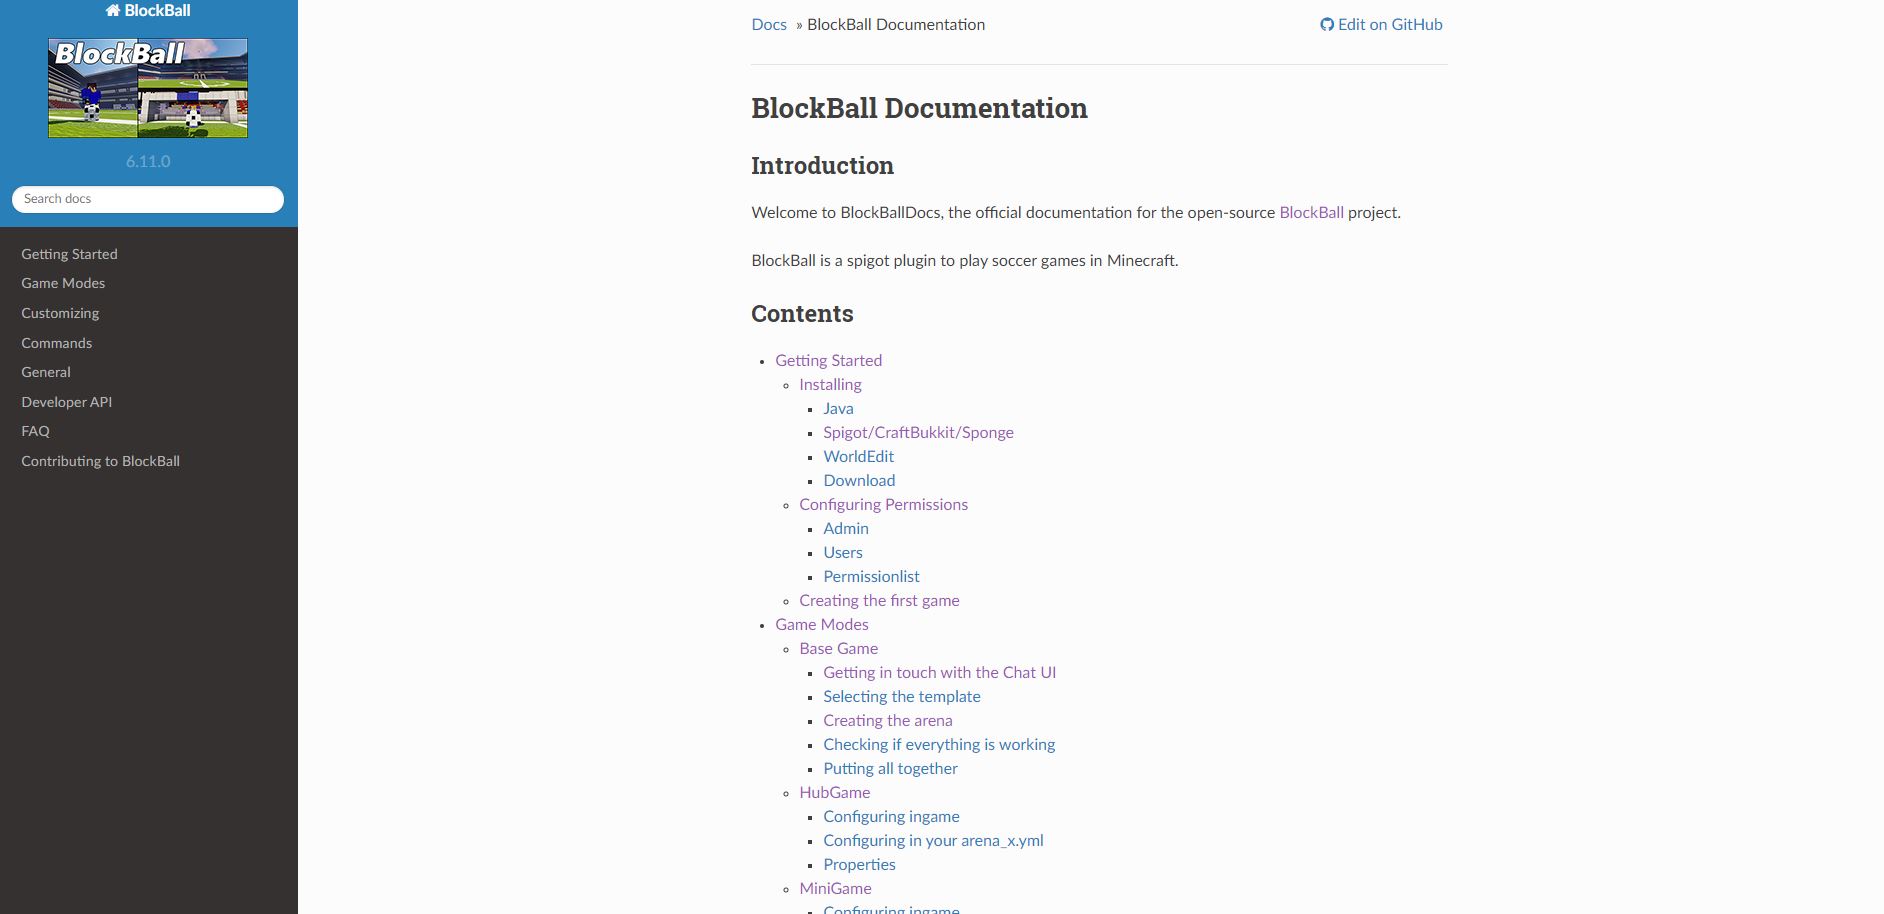 BlockBall
BlockBall
6.11.0
Search docs
Getting Started
Game Modes
Customizing
Commands
General
Developer API
FAQ
Contributing to BlockBall
Docs » BlockBall Documentation
Edit on GitHub
BlockBall Documentation
Introduction
Welcome to BlockBallDocs, the official documentation for the open-source BlockBall project.
BlockBall is a spigot plugin to play soccer games in Minecraft.
Contents
Getting Started
Installing
Java
Spigot/CraftBukkit/Sponge
WorldEdit
Download
Configuring Permissions
Admin
Users
Permissionlist
Creating the first game
Game Modes
Base Game
Getting in touch with the Chat UI
Selecting the template
Creating the arena
Checking if everything is working
Putting all together
HubGame
Configuring ingame
Configuring in your arena_x.yml
Properties
MiniGame
Configuring ingame